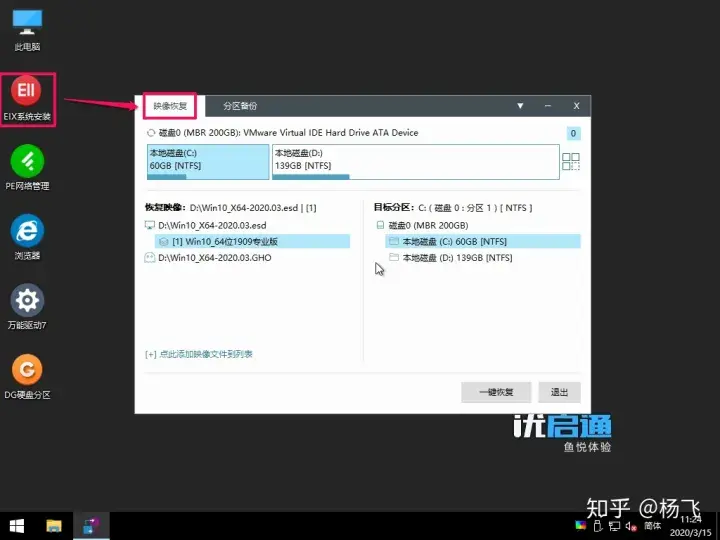 此电脑
EII
EIX系统安装
PE网络管理
浏览器
万能驱动7
DG硬盘分区
映像恢复
分区备份
磁盘0 (MBR 200GB): VMware Virtual IDE Hard Drive ATA Device
0
本地磁盘(C:)
60GB [NTFS]
本地磁盘(D:)
139GB [NTFS]
恢复映像：D:\Win10_X64-2020.03.esd | [1]
D:\Win10_X64-2020.03.esd
[1] Win10_64位1909专业版
D:\Win10_X64-2020.03.GHO
[+] 点此添加映像文件到列表
目标分区：C: ( 磁盘 0 : 分区 1 ) [ NTFS ]
磁盘0 (MBR 200GB)
本地磁盘 (C:) 60GB [NTFS]
本地磁盘 (D:) 139GB [NTFS]
一键恢复
退出
优启通
鱼悦体验
知乎 @杨飞
简体
11:24
2020/3/15